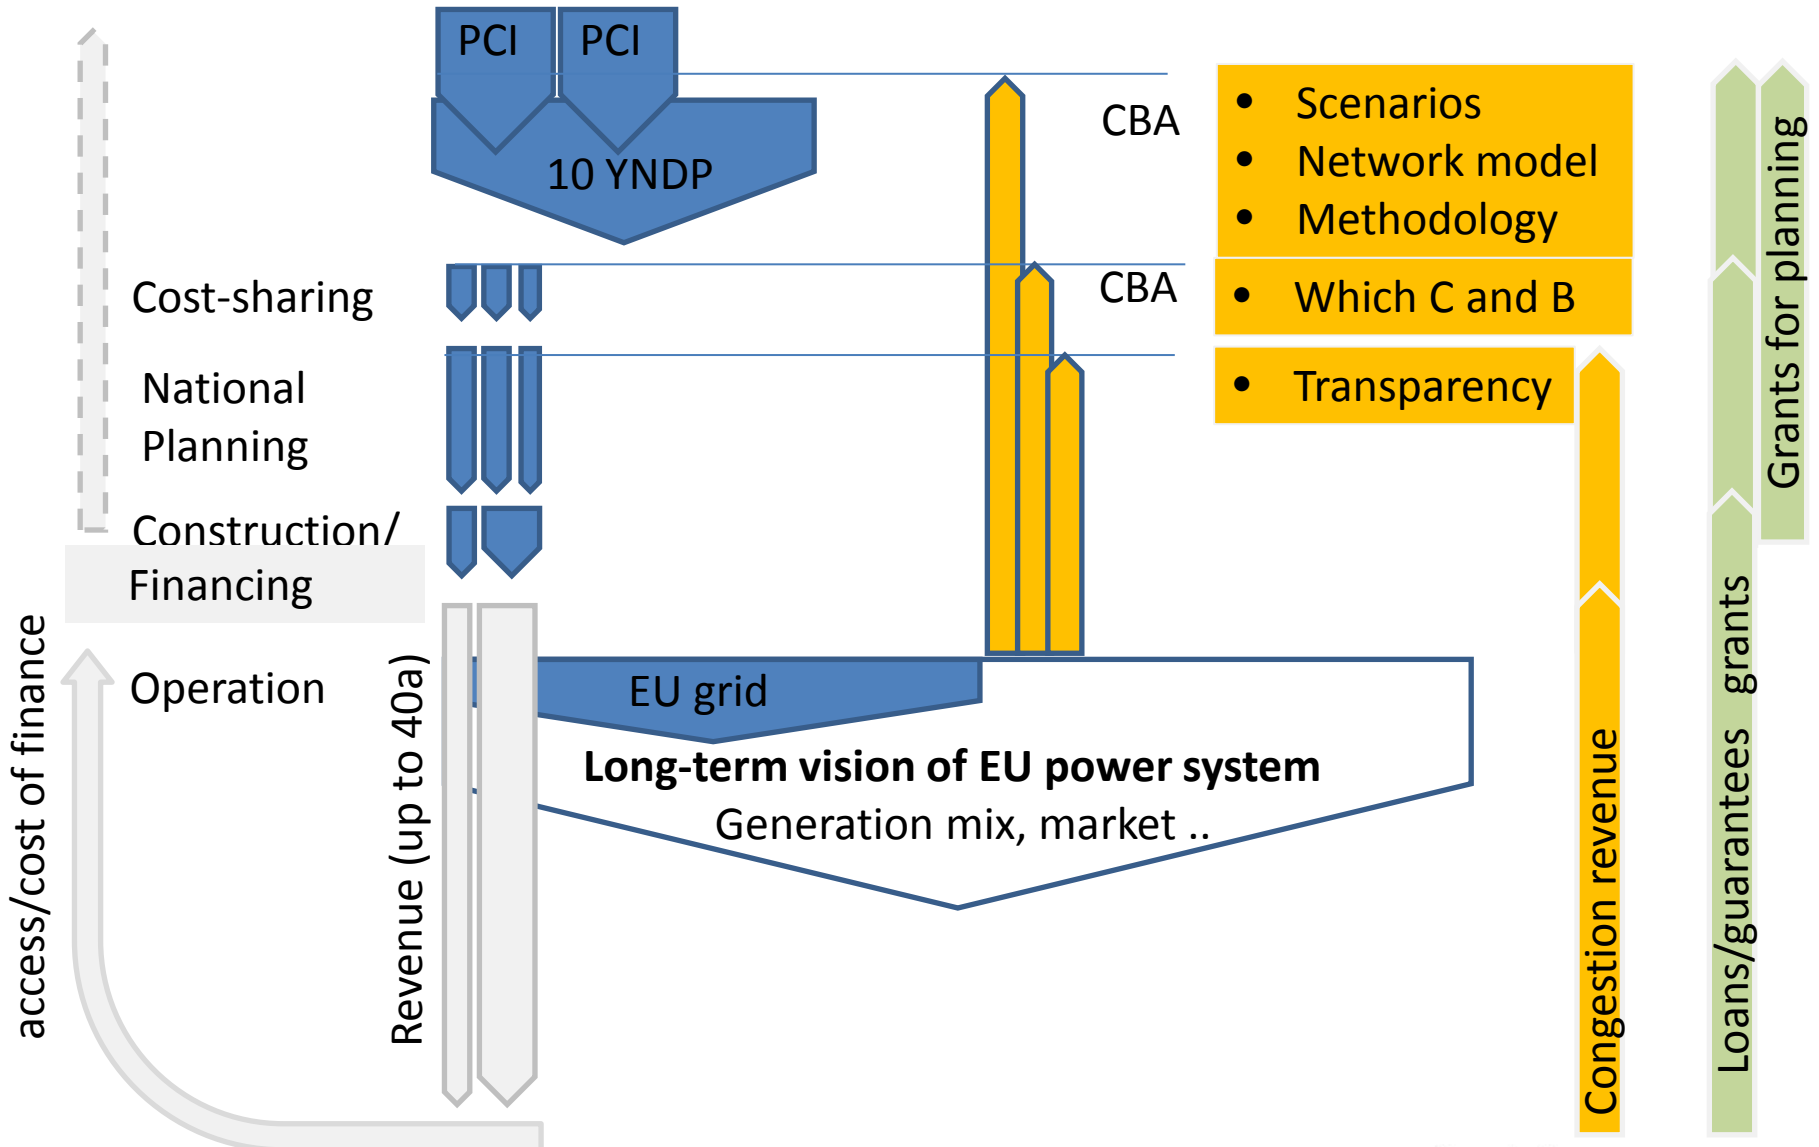 PCI PCI
10 YNDP
CBA
• Scenarios
• Network model
• Methodology
Cost-sharing
CBA
• Which C and B
National
Planning
• Transparency
Construction/
Financing
Operation
EU grid
Long-term vision of EU power system
Generation mix, market ..
access/cost of finance
Revenue (up to 40a)
Congestion revenue
Loans/guarantees grants
Grants for planning